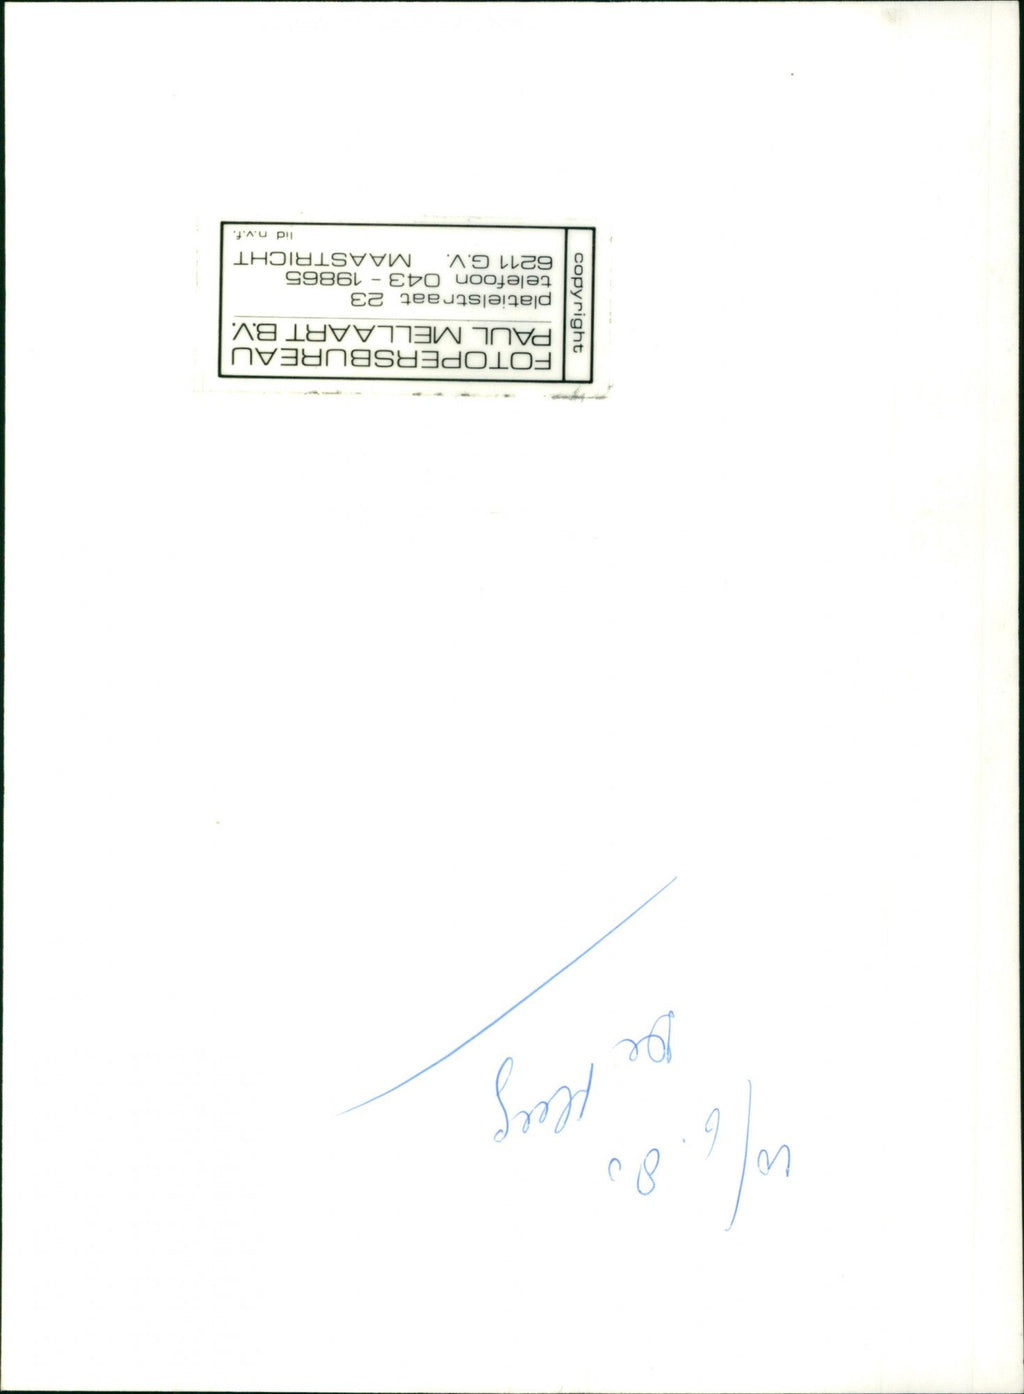 copyright
FOTOPERSBUREAU
PAUL MELLAART B.V.
platielstraat 23
telefoon 043-19865
6211 G.V. MAASTRICHT
lid n.v.f.